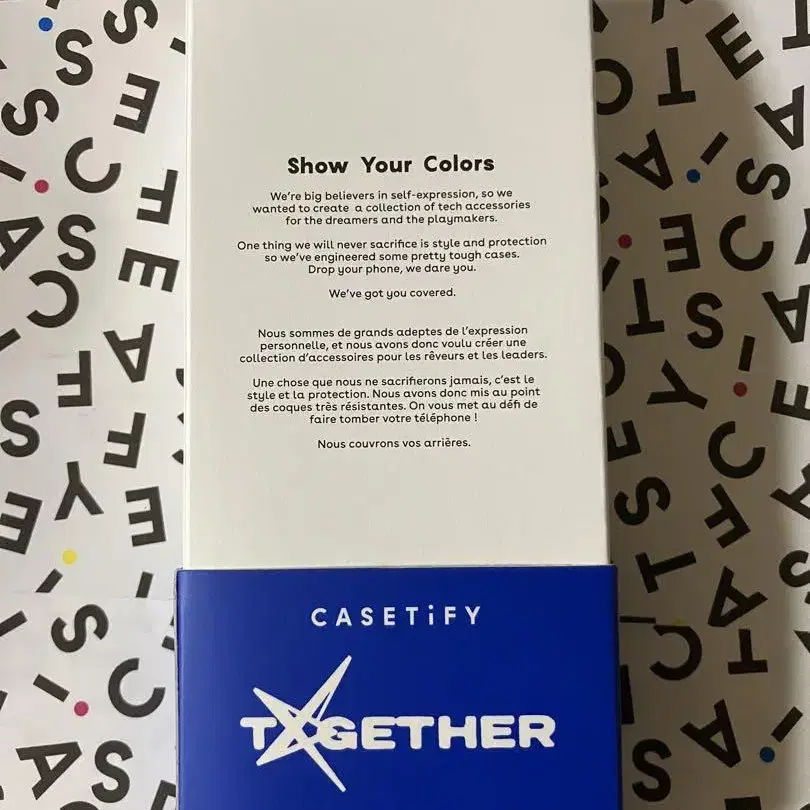 Show Your Colors
We're big believers in self-expression, so we
wanted to create a collection of tech accessories
for the dreamers and the playmakers.
One thing we will never sacrifice is style and protection
so we've engineered some pretty tough cases.
Drop your phone, we dare you.
We've got you covered.
Nous sommes de grands adeptes de l'expression
personnelle, et nous avons donc voulu créer une
collection d'accessoires pour les rêveurs et les leaders.
Une chose que nous ne sacrifierons jamais, c'est le
style et la protection. Nous avons donc mis au point
des coques très résistantes. On vous met au défi de
faire tomber votre téléphone !
Nous couvrons vos arrières.
CASETiFY
TXGETHER